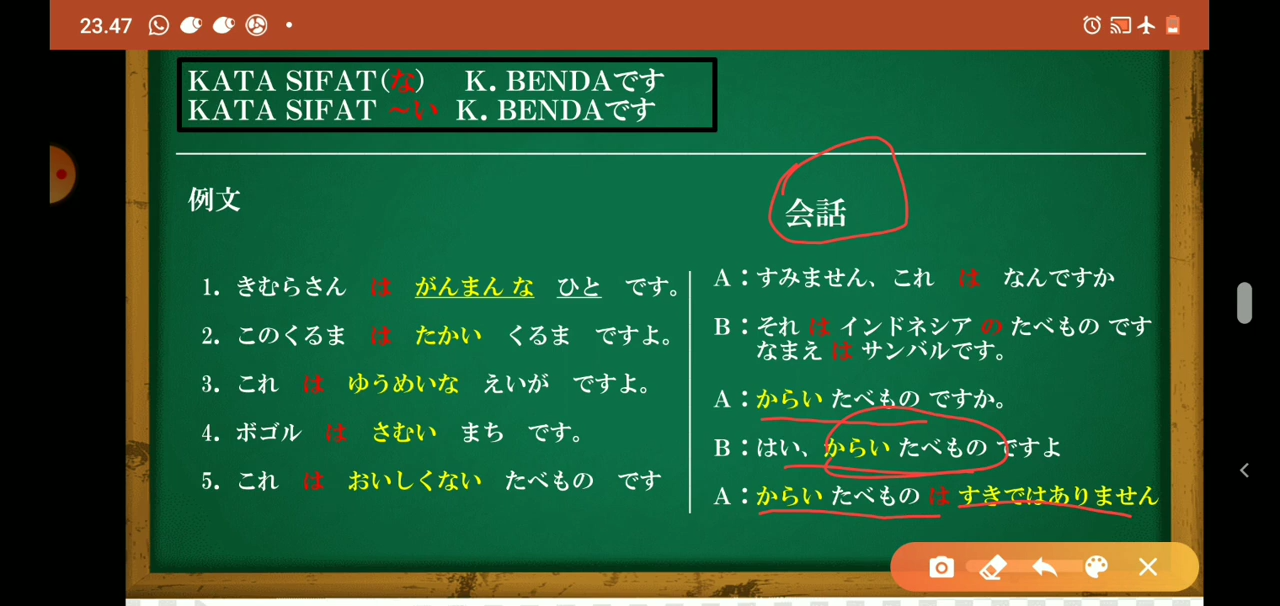 23.47
KATA SIFAT(な) K. BENDAです
KATA SIFAT ～い K. BENDAです
例文
1. きむらさん は がんまん な ひと です。
2. このくるま は たかい くるま ですよ。
3. これ は ゆうめいな えいが ですよ。
4. ボゴル は さむい まち です。
5. これ は おいしくない たべもの です
会話
A：すみません、これ は なんですか
B：それ は インドネシア の たべもの です
なまえ は サンバルです。
A：からい たべもの ですか。
B：はい、からい たべもの ですよ
A：からい たべもの は すきではありません